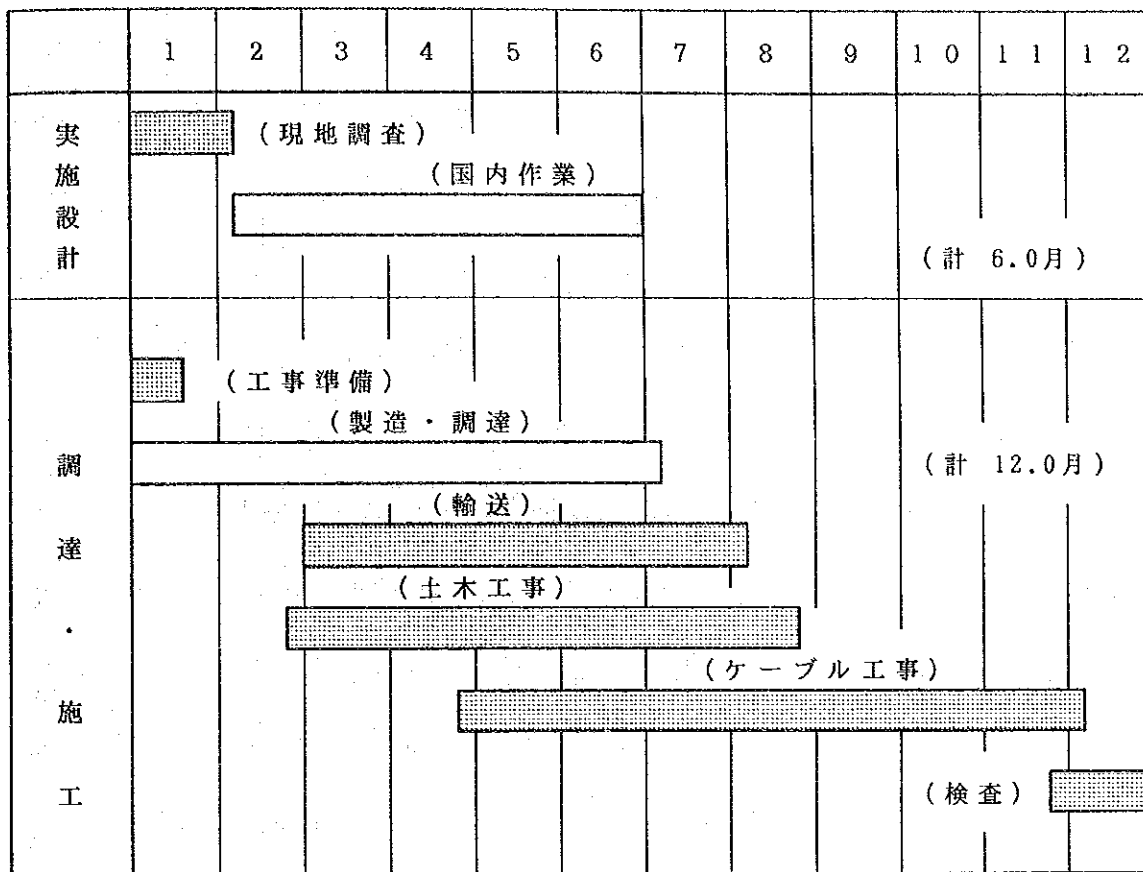 1 2 3 4 5 6 7 8 9 10 11 12
実施設計
(現地調査)
(国内作業)
(計 6.0月)
調達・施工
(工事準備)
(製造・調達)
(計 12.0月)
(輸送)
(土木工事)
(ケーブル工事)
(検査)